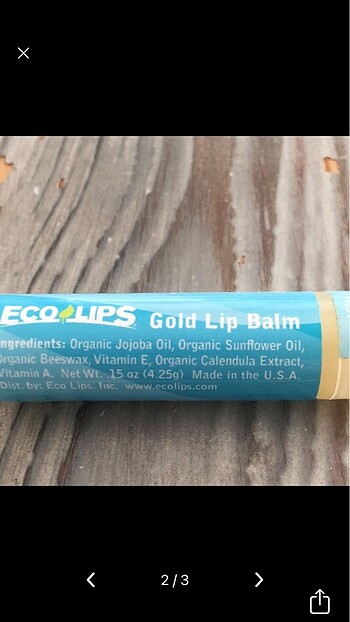 ECO LIPS Gold Lip Balm
ngredients: Organic Jojoba Oil, Organic Sunflower Oil,
Organic Beeswax, Vitamin E, Organic Calendula Extract,
Vitamin A. Net Wt. .15 oz (4.25g) Made in the U.S.A.
Dist. by: Eco Lips, Inc. www.ecolips.com
2/3